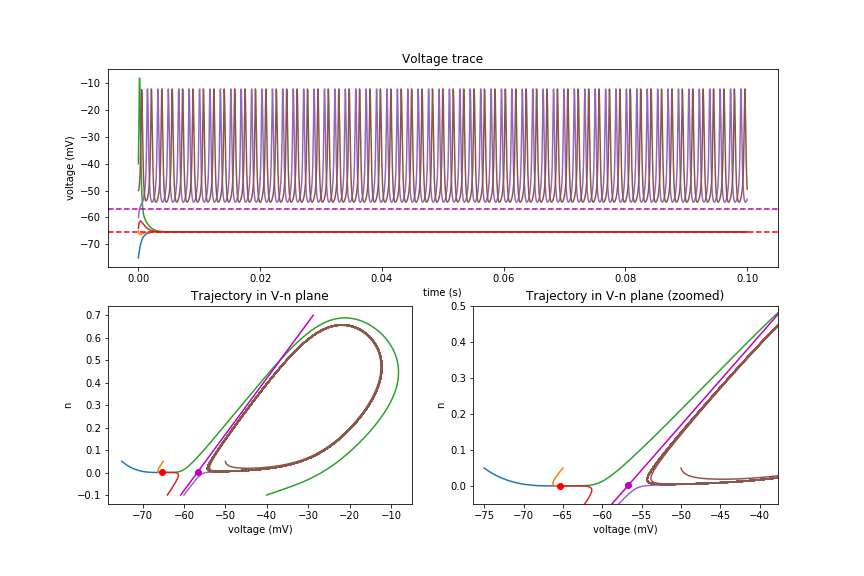 Voltage trace
voltage (mV)
−10
−20
−30
−40
−50
−60
−70
0.00 0.02 0.04 0.06 0.08 0.10
time (s)
Trajectory in V-n plane
n
0.7
0.6
0.5
0.4
0.3
0.2
0.1
0.0
−0.1
−70 −60 −50 −40 −30 −20 −10
voltage (mV)
Trajectory in V-n plane (zoomed)
n
0.5
0.4
0.3
0.2
0.1
0.0
−75 −70 −65 −60 −55 −50 −45 −40
voltage (mV)